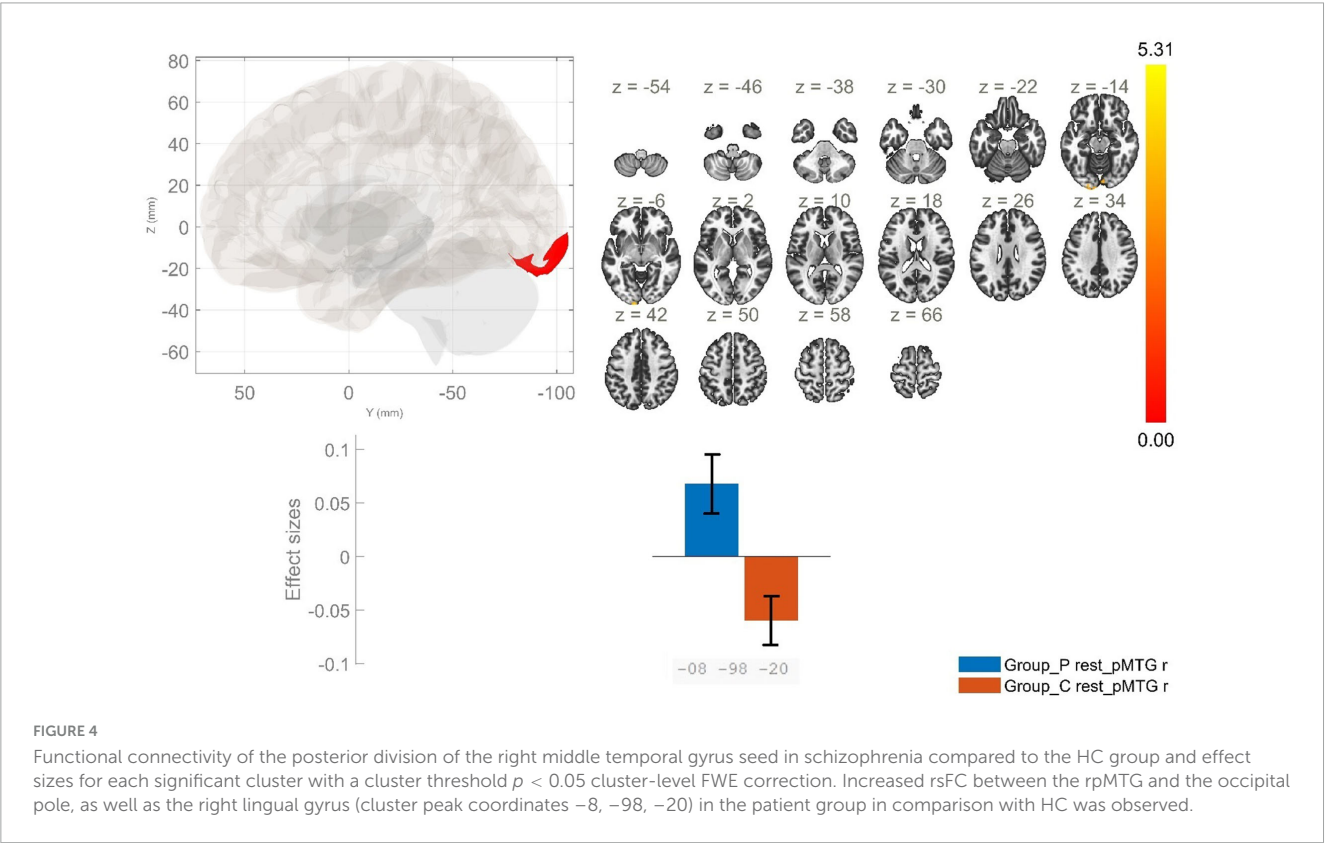 80
60
40
20
0
-20
-40
-60
Z (mm)
50 0 -50 -100
Y (mm)
z = -54 z = -46 z = -38 z = -30 z = -22 z = -14
z = -6 z = 2 z = 10 z = 18 z = 26 z = 34
z = 42 z = 50 z = 58 z = 66
5.31
0.00
0.1
0.05
0
-0.05
-0.1
Effect sizes
-08 -98 -20
Group_P rest_pMTG r
Group_C rest_pMTG r
FIGURE 4
Functional connectivity of the posterior division of the right middle temporal gyrus seed in schizophrenia compared to the HC group and effect
sizes for each significant cluster with a cluster threshold p < 0.05 cluster-level FWE correction. Increased rsFC between the rpMTG and the occipital
pole, as well as the right lingual gyrus (cluster peak coordinates −8, −98, −20) in the patient group in comparison with HC was observed.